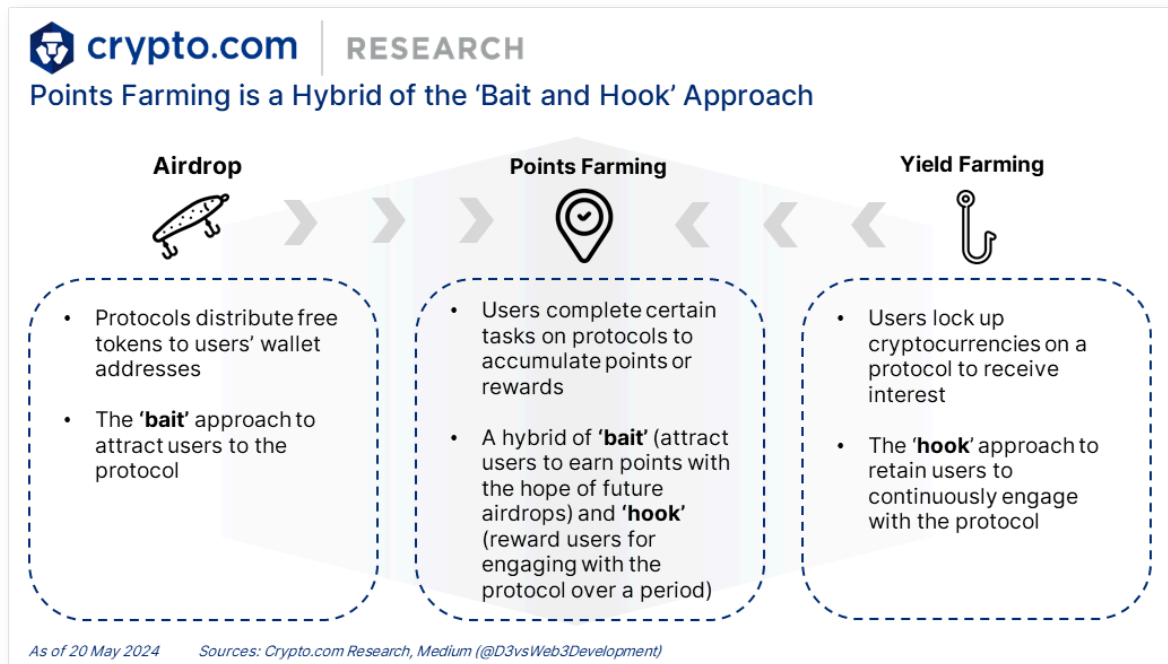 crypto.com
RESEARCH
Points Farming is a Hybrid of the ‘Bait and Hook’ Approach
Airdrop
• Protocols distribute free
tokens to users’ wallet
addresses
• The ‘bait’ approach to
attract users to the
protocol
Points Farming
• Users complete certain
tasks on protocols to
accumulate points or
rewards
• A hybrid of ‘bait’ (attract
users to earn points with
the hope of future
airdrops) and ‘hook’
(reward users for
engaging with the
protocol over a period)
Yield Farming
• Users lock up
cryptocurrencies on a
protocol to receive
interest
• The ‘hook’ approach to
retain users to
continuously engage
with the protocol
As of 20 May 2024
Sources: Crypto.com Research, Medium (@D3vsWeb3Development)